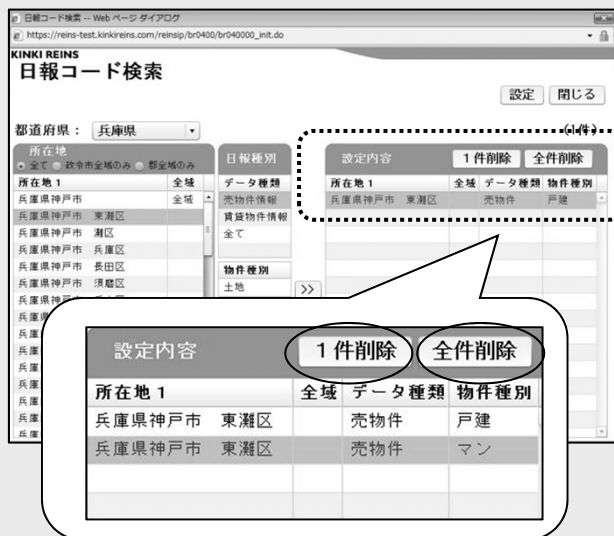 日報コード検索 -- Web ページ ダイアログ
https://reins-test.kinkireins.com/reinsip/br0400/br040000_init.do
KINKI REINS
日報コード検索
設定 閉じる
都道府県： 兵庫県
(1件)
所在地
全て 政令市全域のみ 郡全域のみ
所在地1 全域
兵庫県神戸市 全域
兵庫県神戸市 東灘区
兵庫県神戸市 灘区
兵庫県神戸市 兵庫区
兵庫県神戸市 長田区
兵庫県神戸市 須磨区
日報種別
データ種類
売物件情報
賃貸物件情報
全て
物件種別
土地
>>
設定内容 1件削除 全件削除
所在地1 全域 データ種類 物件種別
兵庫県神戸市 東灘区 売物件 戸建
設定内容 1件削除 全件削除
所在地1 全域 データ種類 物件種別
兵庫県神戸市 東灘区 売物件 戸建
兵庫県神戸市 東灘区 売物件 マン